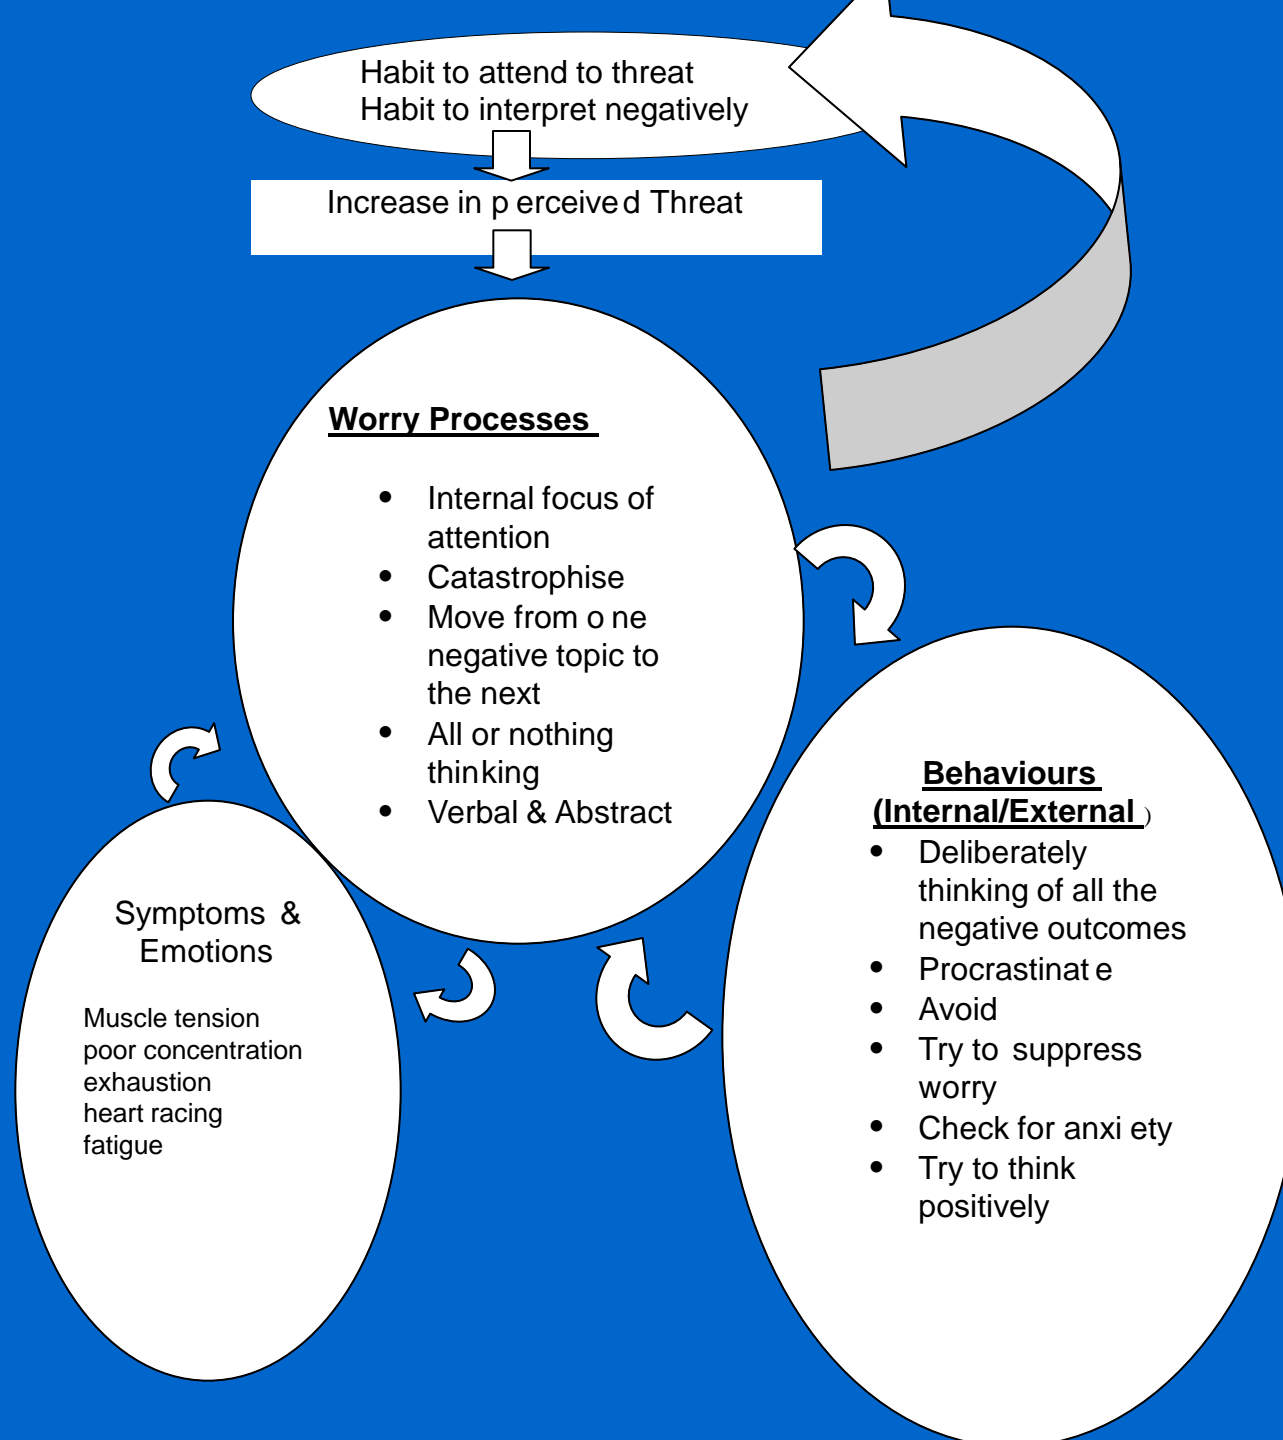 Habit to attend to threat
Habit to interpret negatively
Increase in p erceived Threat
Worry Processes
• Internal focus of
attention
• Catastrophise
• Move from o ne
negative topic to
the next
• All or nothing
thinking
• Verbal & Abstract
Symptoms &
Emotions
Muscle tension
poor concentration
exhaustion
heart racing
fatigue
Behaviours
(Internal/External )
• Deliberately
thinking of all the
negative outcomes
• Procrastinat e
• Avoid
• Try to suppress
worry
• Check for anxi ety
• Try to think
positively